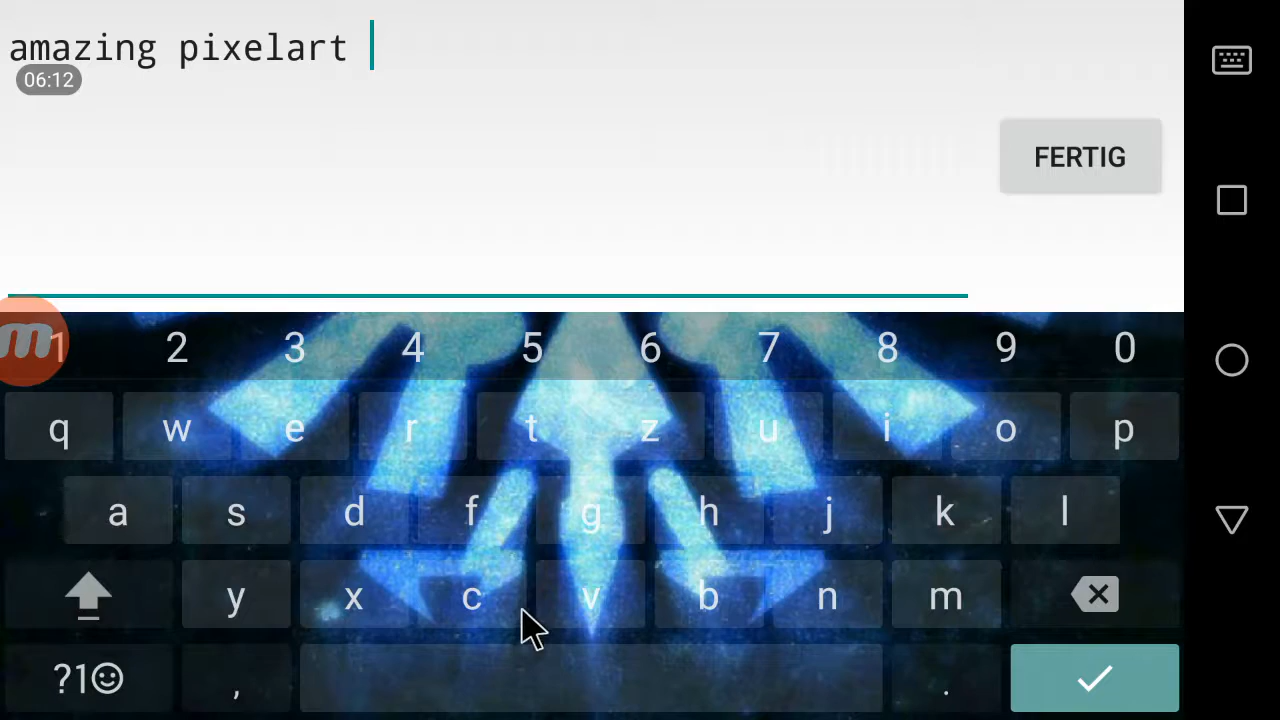 amazing pixelart
06:12
FERTIG
m
1 2 3 4 5 6 7 8 9 0
q w e r t z u i o p
a s d f g h j k l
y x c v b n m
?1☺ , .